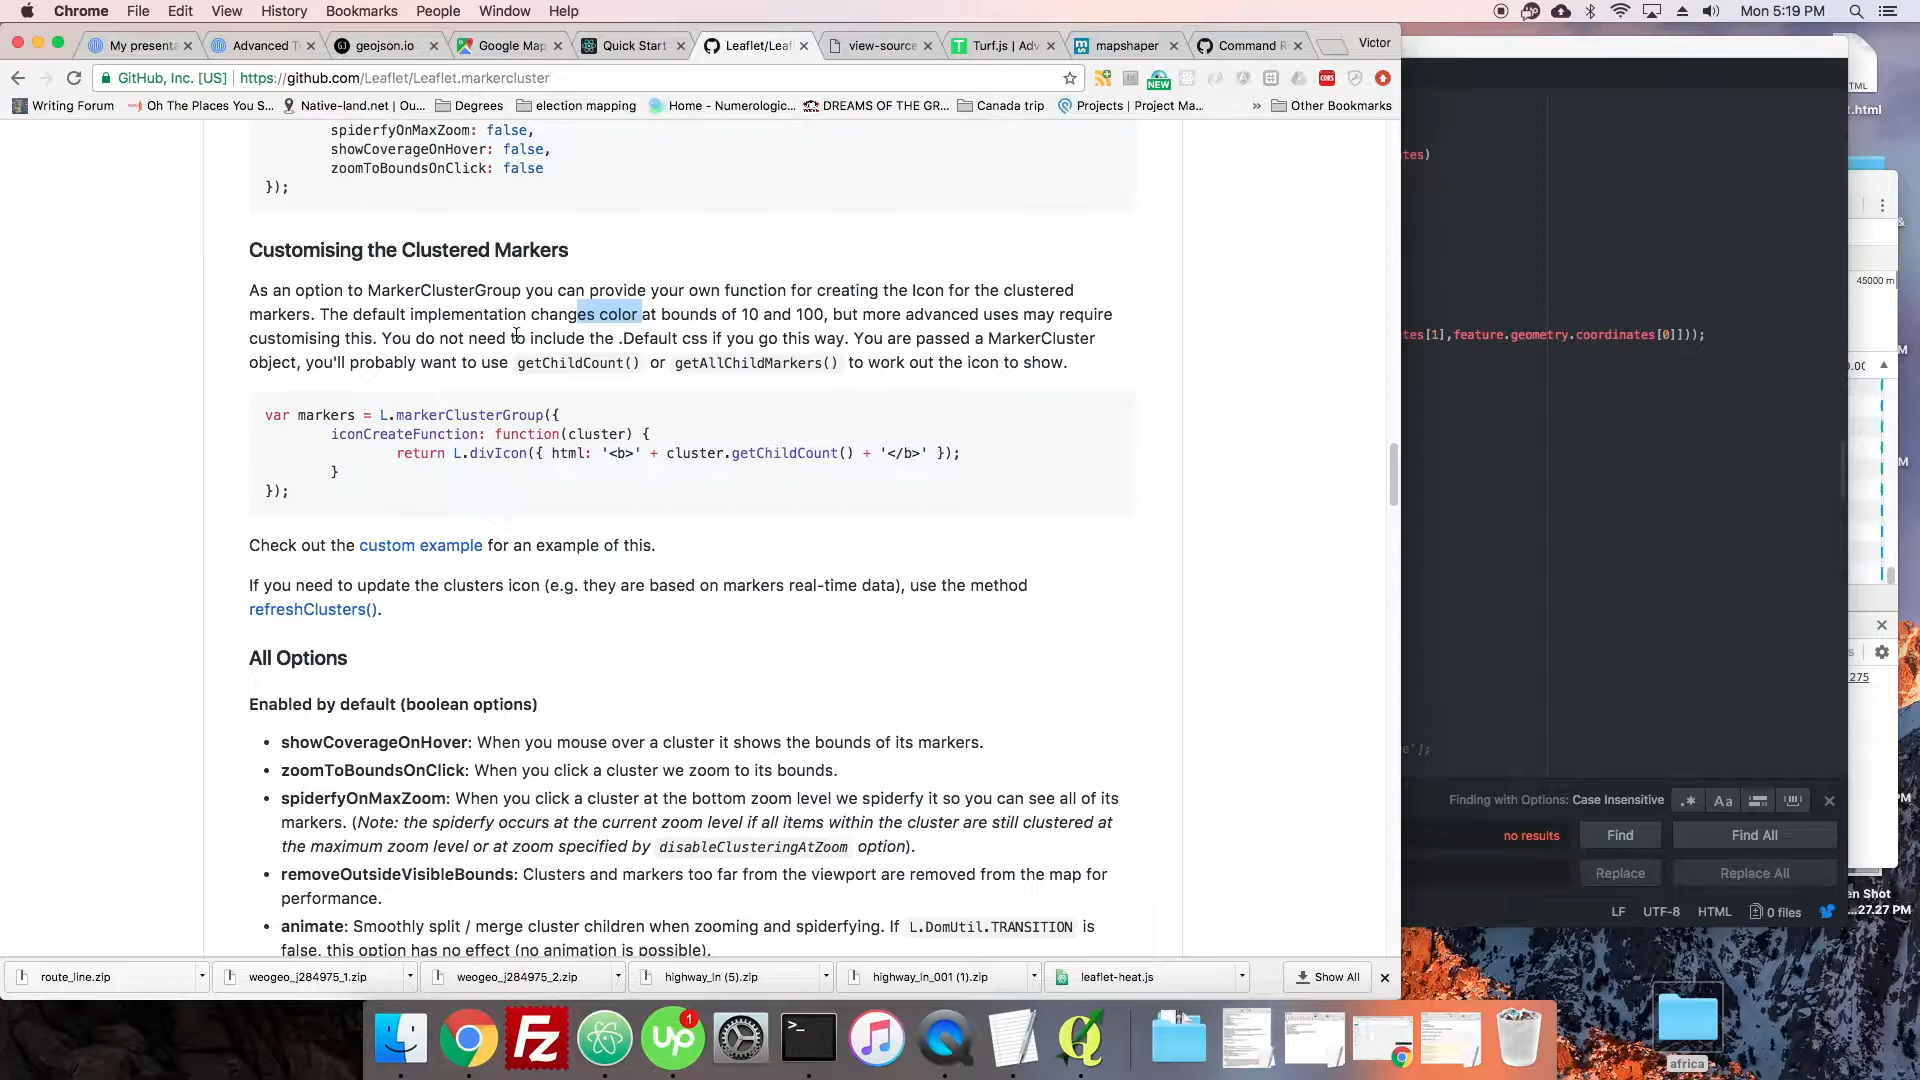 Chrome File Edit View History Bookmarks People Window Help Mon 5:19 PM
My presenta Advanced T geojson.io Google Map Quick Start Leaflet/Leaf view-source Turf.js | Adv mapshaper Command R Victor
GitHub, Inc. [US] https://github.com/Leaflet/Leaflet.markercluster NEW CORS
Writing Forum Oh The Places You S... Native-land.net | Ou... Degrees election mapping Home - Numerologic... DREAMS OF THE GR... Canada trip Projects | Project Ma... » Other Bookmarks
spiderfyOnMaxZoom: false,
showCoverageOnHover: false,
zoomToBoundsOnClick: false
});
Customising the Clustered Markers
As an option to MarkerClusterGroup you can provide your own function for creating the Icon for the clustered
markers. The default implementation changes color at bounds of 10 and 100, but more advanced uses may require
customising this. You do not need to include the .Default css if you go this way. You are passed a MarkerCluster
object, you'll probably want to use getChildCount() or getAllChildMarkers() to work out the icon to show.
var markers = L.markerClusterGroup({
iconCreateFunction: function(cluster) {
return L.divIcon({ html: '<b>' + cluster.getChildCount() + '</b>' });
}
});
Check out the custom example for an example of this.
If you need to update the clusters icon (e.g. they are based on markers real-time data), use the method
refreshClusters().
All Options
Enabled by default (boolean options)
• showCoverageOnHover: When you mouse over a cluster it shows the bounds of its markers.
• zoomToBoundsOnClick: When you click a cluster we zoom to its bounds.
• spiderfyOnMaxZoom: When you click a cluster at the bottom zoom level we spiderfy it so you can see all of its
markers. (Note: the spiderfy occurs at the current zoom level if all items within the cluster are still clustered at
the maximum zoom level or at zoom specified by disableClusteringAtZoom option).
• removeOutsideVisibleBounds: Clusters and markers too far from the viewport are removed from the map for
performance.
• animate: Smoothly split / merge cluster children when zooming and spiderfying. If L.DomUtil.TRANSITION is
false, this option has no effect (no animation is possible).
route_line.zip weogeo_j284975_1.zip weogeo_j284975_2.zip highway_ln (5).zip highway_ln_001 (1).zip leaflet-heat.js Show All
tes)
tes[1],feature.geometry.coordinates[0]]));
e'];
Finding with Options: Case Insensitive .* Aa
no results Find Find All
Replace Replace All
LF UTF-8 HTML 0 files
TML
t.html
45000 m
0.00
275
en Shot
...27.27 PM
up 1
africa